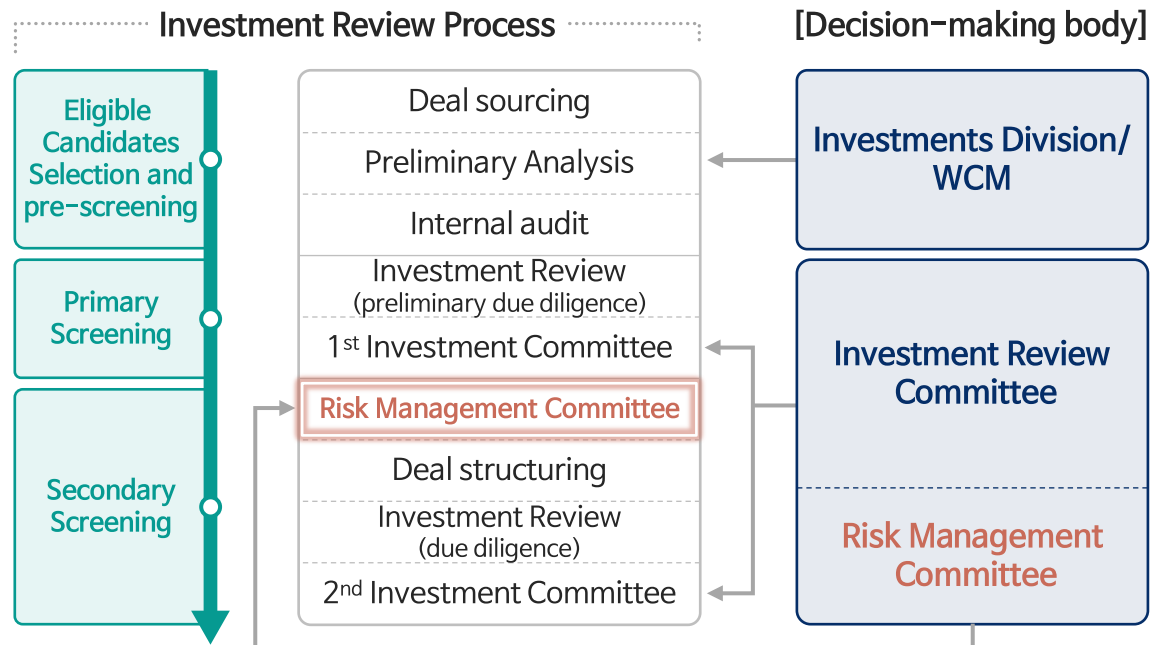 Investment Review Process
[Decision-making body]
Eligible
Candidates
Selection and
pre-screening
Primary
Screening
Secondary
Screening
Deal sourcing
Preliminary Analysis
Internal audit
Investment Review
(preliminary due diligence)
1st Investment Committee
Risk Management Committee
Deal structuring
Investment Review
(due diligence)
2nd Investment Committee
Investments Division/
WCM
Investment Review
Committee
Risk Management
Committee